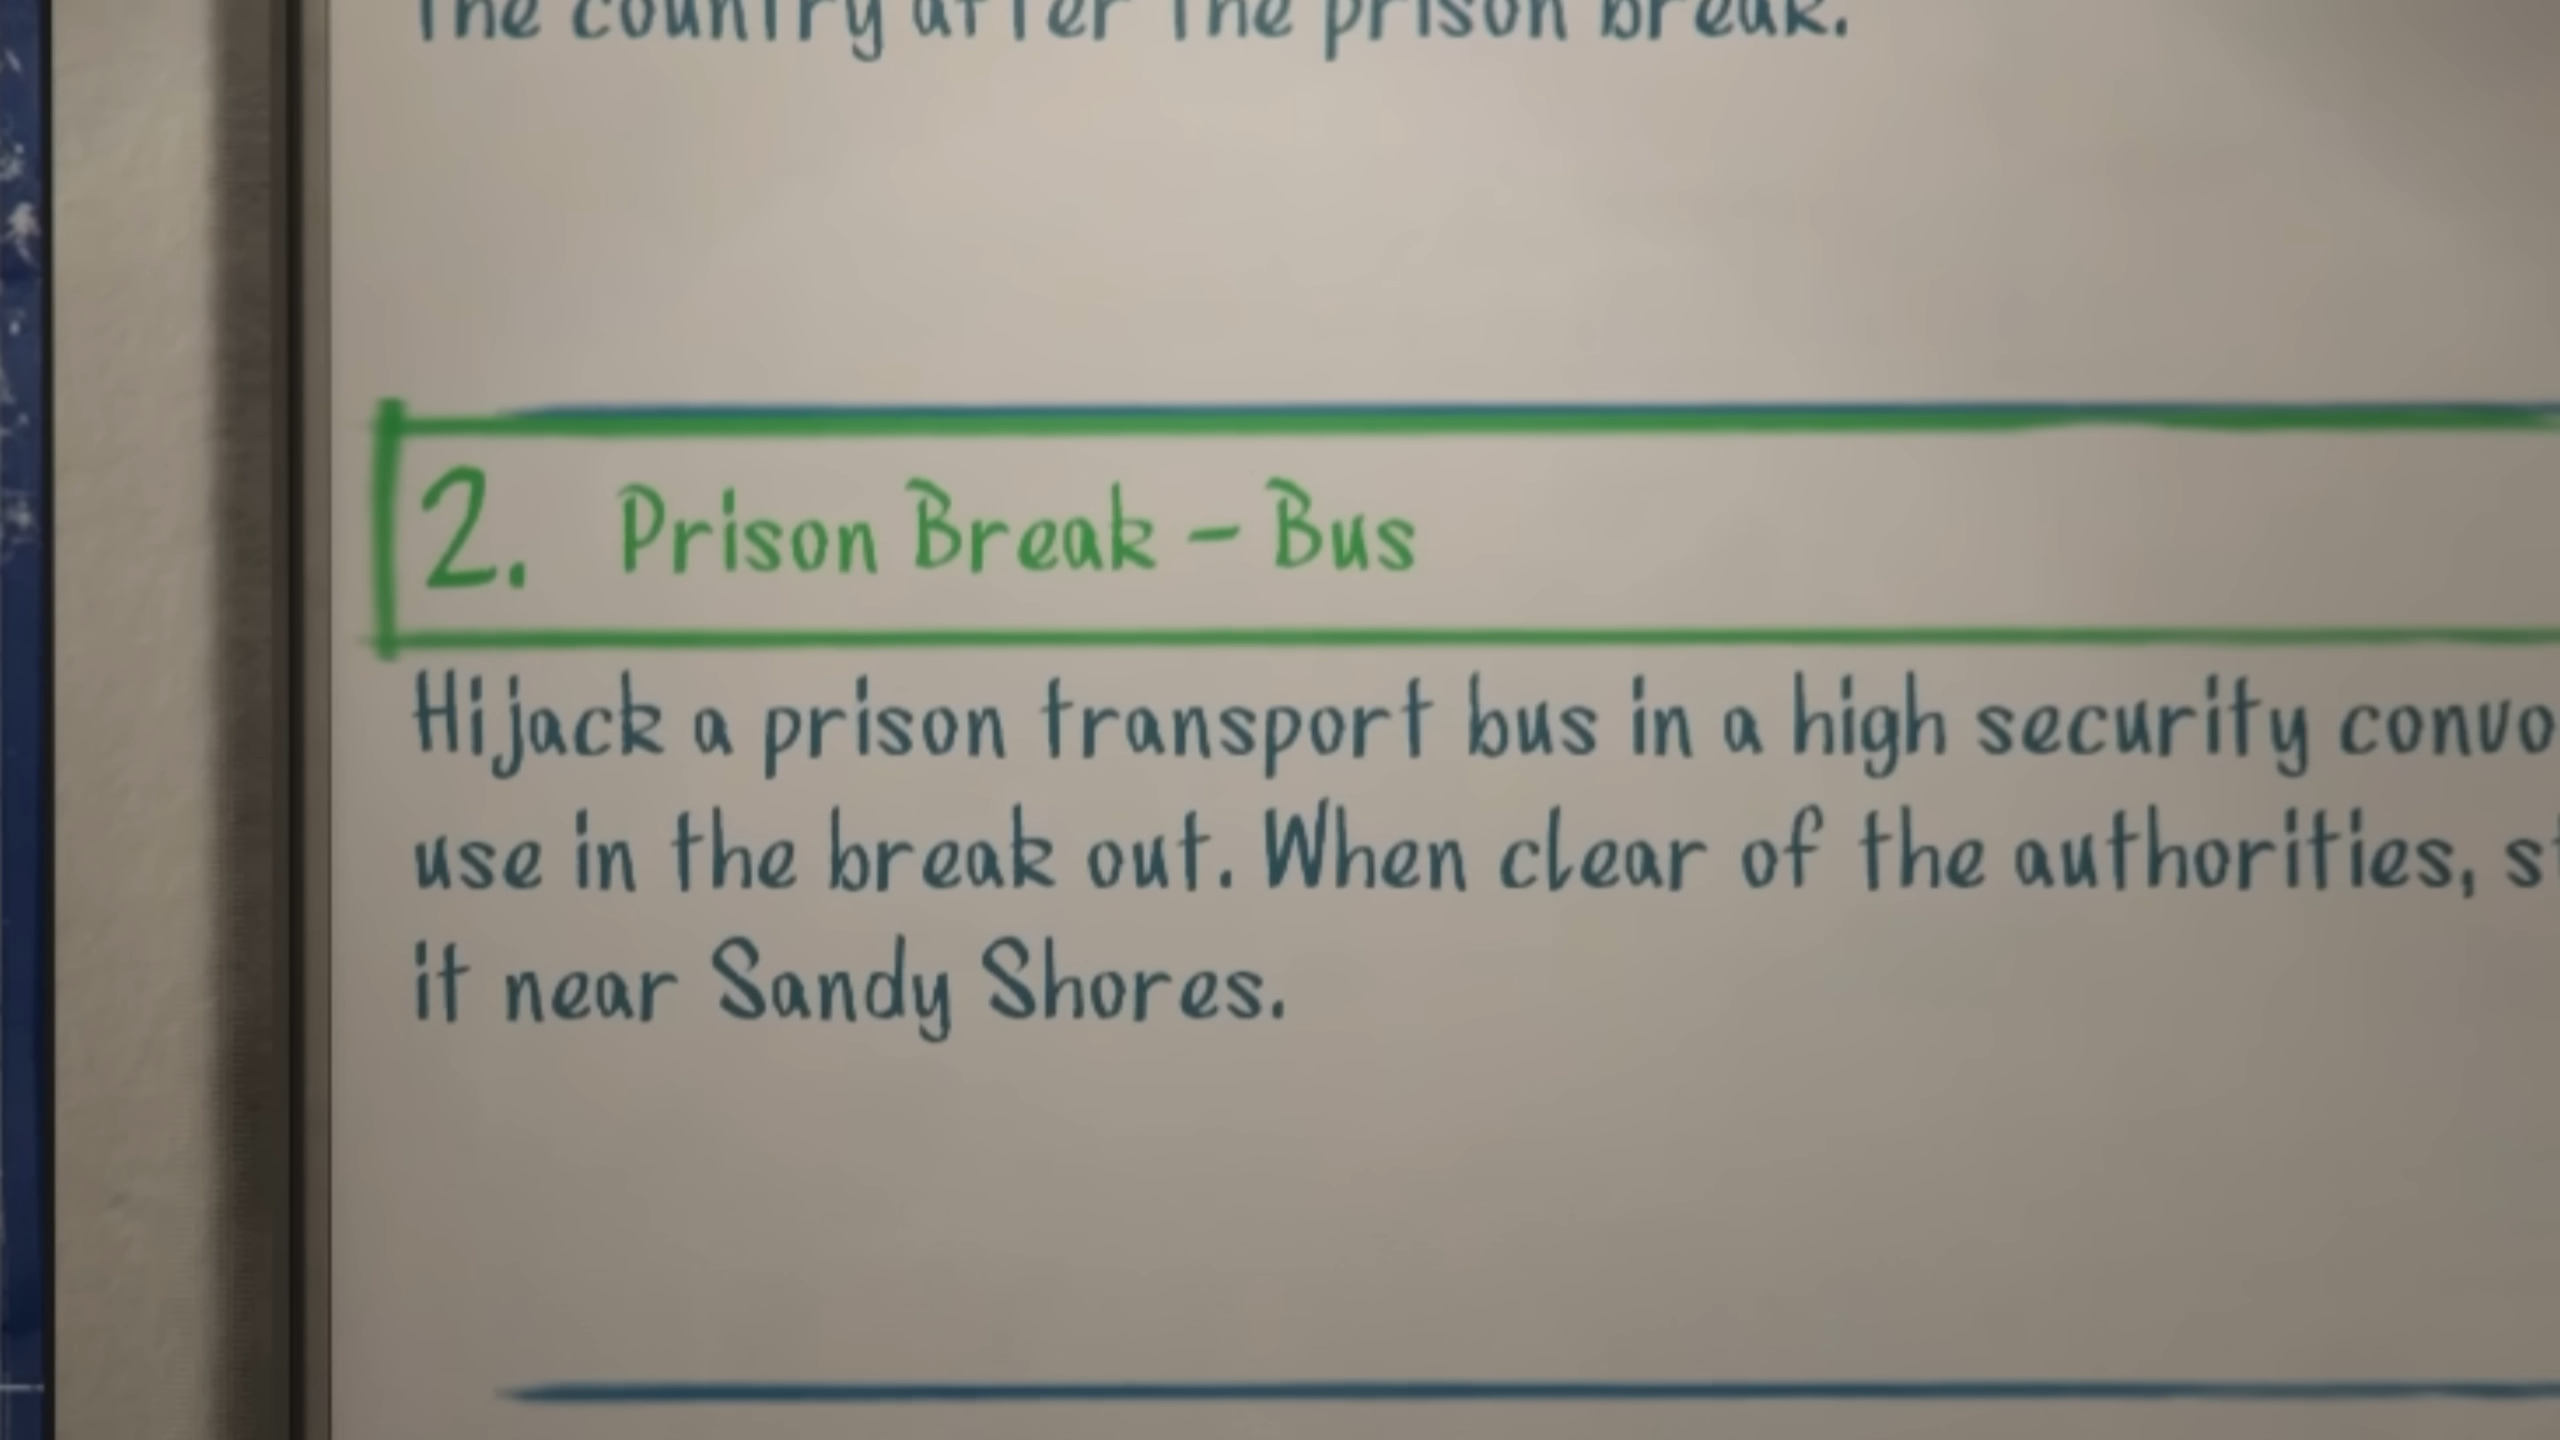 the country after the prison break.
2. Prison Break - Bus
Hijack a prison transport bus in a high security
use in the break out. When clear of the authorities,
it near Sandy Shores.